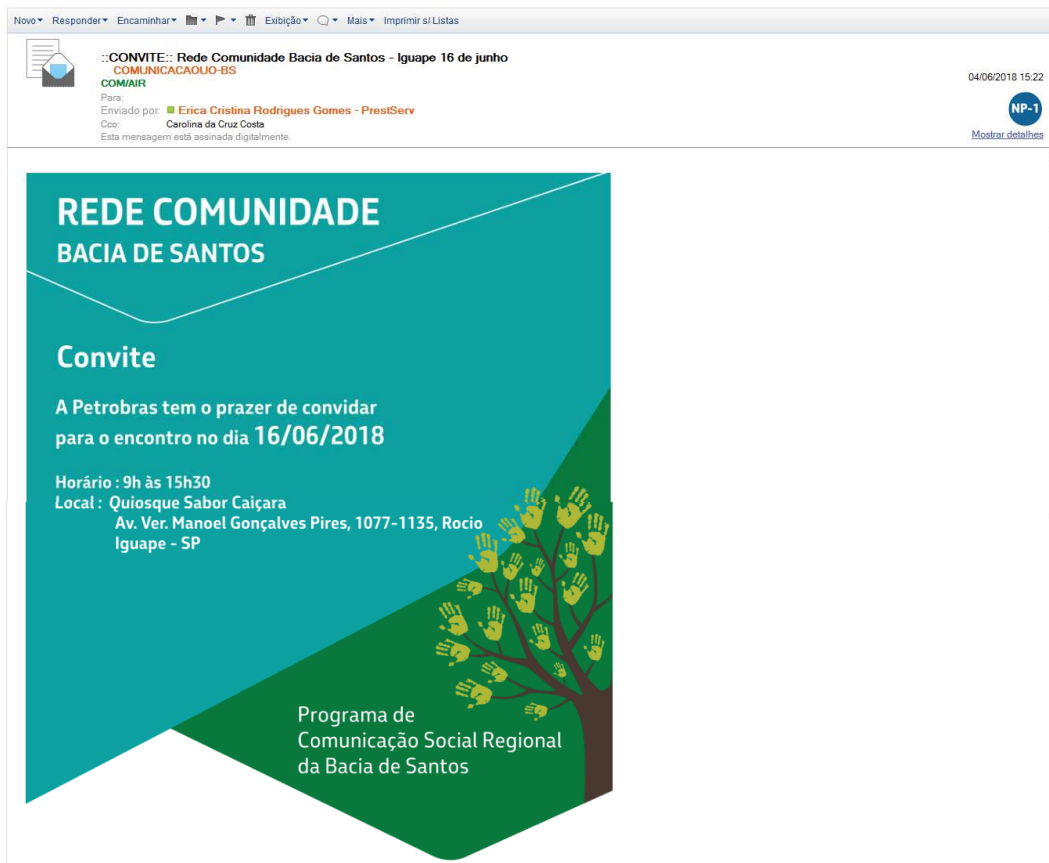 Novo Responder Encaminhar Exibição Mais Imprimir s/ Listas
::CONVITE:: Rede Comunidade Bacia de Santos - Iguape 16 de junho
COMUNICACAOUO-BS
COM/AIR
04/06/2018 15:22
Para:
Enviado por: Erica Cristina Rodrigues Gomes - PrestServ
NP-1
Cco: Carolina da Cruz Costa
Esta mensagem está assinada digitalmente.
Mostrar detalhes
REDE COMUNIDADE
BACIA DE SANTOS
Convite
A Petrobras tem o prazer de convidar
para o encontro no dia 16/06/2018
Horário : 9h às 15h30
Local : Quiosque Sabor Caiçara
Av. Ver. Manoel Gonçalves Pires, 1077-1135, Rocio
Iguape - SP
Programa de
Comunicação Social Regional
da Bacia de Santos